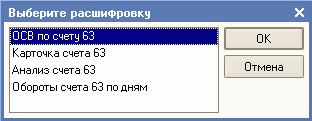 Выберите расшифровку
ОСВ по счету 63
Карточка счета 63
Анализ счета 63
Обороты счета 63 по дням
OK
Отмена